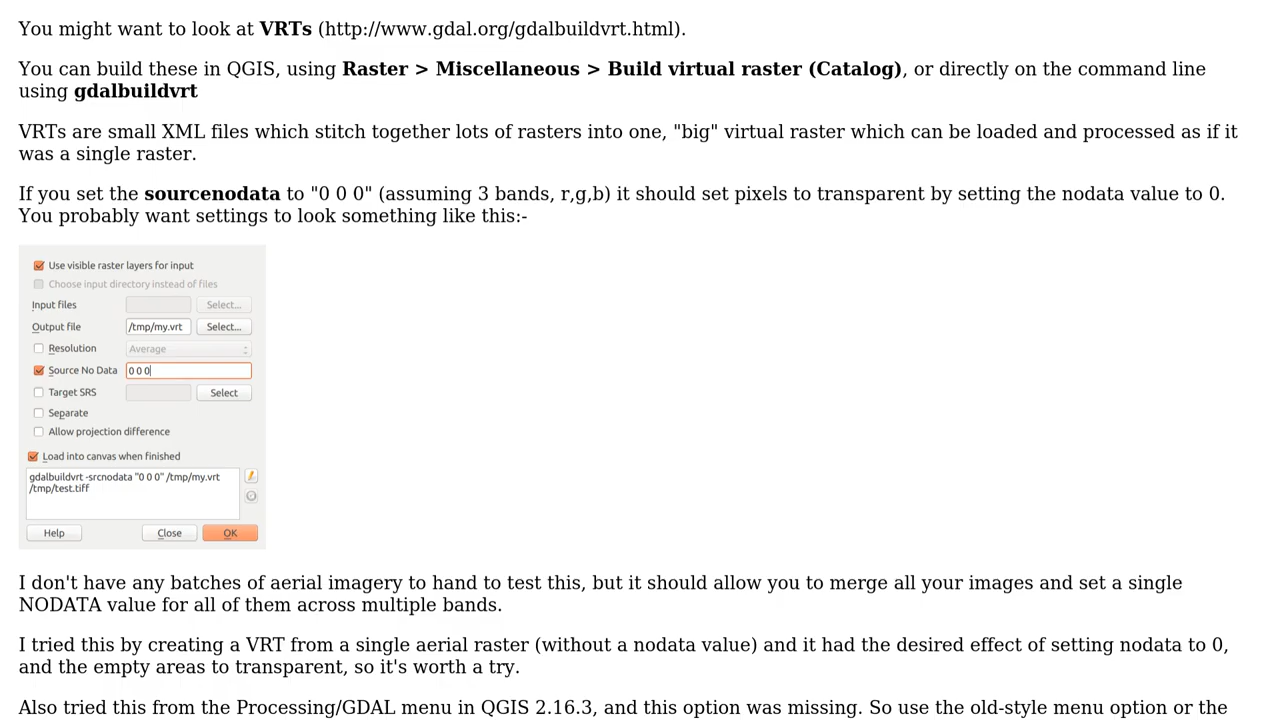 You might want to look at VRTs (http://www.gdal.org/gdalbuildvrt.html).
You can build these in QGIS, using Raster > Miscellaneous > Build virtual raster (Catalog), or directly on the command line
using gdalbuildvrt
VRTs are small XML files which stitch together lots of rasters into one, "big" virtual raster which can be loaded and processed as if it
was a single raster.
If you set the sourcenodata to "0 0 0" (assuming 3 bands, r,g,b) it should set pixels to transparent by setting the nodata value to 0.
You probably want settings to look something like this:-
Use visible raster layers for input
Choose input directory instead of files
Input files Select...
Output file /tmp/my.vrt Select...
Resolution Average
Source No Data 0 0 0
Target SRS Select
Separate
Allow projection difference
Load into canvas when finished
gdalbuildvrt -srcnodata "0 0 0" /tmp/my.vrt
/tmp/test.tiff
Help Close OK
I don't have any batches of aerial imagery to hand to test this, but it should allow you to merge all your images and set a single
NODATA value for all of them across multiple bands.
I tried this by creating a VRT from a single aerial raster (without a nodata value) and it had the desired effect of setting nodata to 0,
and the empty areas to transparent, so it's worth a try.
Also tried this from the Processing/GDAL menu in QGIS 2.16.3, and this option was missing. So use the old-style menu option or the